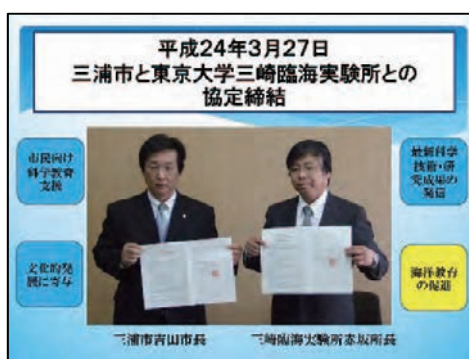 平成24年3月27日
三浦市と東京大学三崎臨海実験所との
協定締結
市民向け
科学教育
支援
最新科学
技術・研
究成果の
発信
文化的発
展に寄与
海洋教育
の促進
三浦市吉田市長
三崎臨海実験所赤坂所長